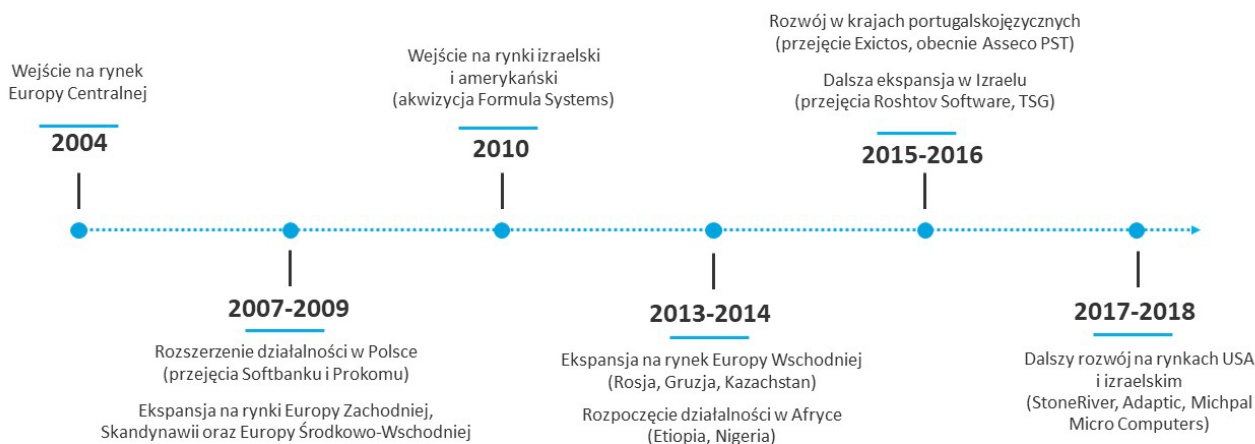 Wejście na rynek
Europy Centralnej
2004
2007-2009
Rozszerzenie działalności w Polsce
(przejęcia Softbanku i Prokomu)
Ekspansja na rynki Europy Zachodniej,
Skandynawii oraz Europy Środkowo-Wschodniej
Wejście na rynki izraelski
i amerykański
(akwizycja Formula Systems)
2010
2013-2014
Ekspansja na rynek Europy Wschodniej
(Rosja, Gruzja, Kazachstan)
Rozpoczęcie działalności w Afryce
(Etiopia, Nigeria)
Rozwój w krajach portugalskojęzycznych
(przejęcie Exictos, obecnie Asseco PST)
Dalsza ekspansja w Izraelu
(przejęcia Roshtov Software, TSG)
2015-2016
2017-2018
Dalszy rozwój na rynkach USA
i izraelskim
(StoneRiver, Adaptic, Michpal
Micro Computers)